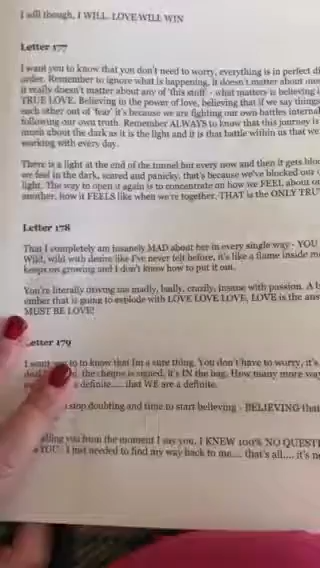 I will though, I WILL. LOVE WILL WIN
Letter 177
I want you to know that you don't need to worry, everything is in perfect
order. Remember to ignore what is happening, it doesn't matter about
it really doesn't matter about any of 'this stuff' - what matters is believing
TRUE LOVE. Believing in the power of love, believing that if we say things
each other out of 'fear' it's because we are fighting our own battles
following our own truth. Remember ALWAYS to know that this journey is
much about the dark as it is the light and it is that battle within us that we
working with every day.
There is a light at the end of the tunnel but every now and then it gets
we feel in the dark, scared and panicky, that's because we've blocked our
light. The way to open it again is to concentrate on how we FEEL about
another, how it FEELS like when we're together, THAT is the ONLY
Letter 178
That I completely am insanely MAD about her in every single way - YOU
Wild, wild with desire like I've never felt before, it's like a flame inside
keeps on growing and I don't know how to put it out.
You're literally driving me madly, badly, crazily, insane with passion. A
ember that is going to explode with LOVE LOVE LOVE, LOVE is the
MUST BE LOVE!
Letter 179
I want you to to know that I'm a sure thing. You don't have to worry, it's
the cheque is signed, it's IN the bag. How many more
a definite.... that WE are a definite.
stop doubting and time to start believing - BELIEVING that
you from the moment I say you, I KNEW 100% NO
YOU. I just needed to find my way back to me.... that's all.... it's